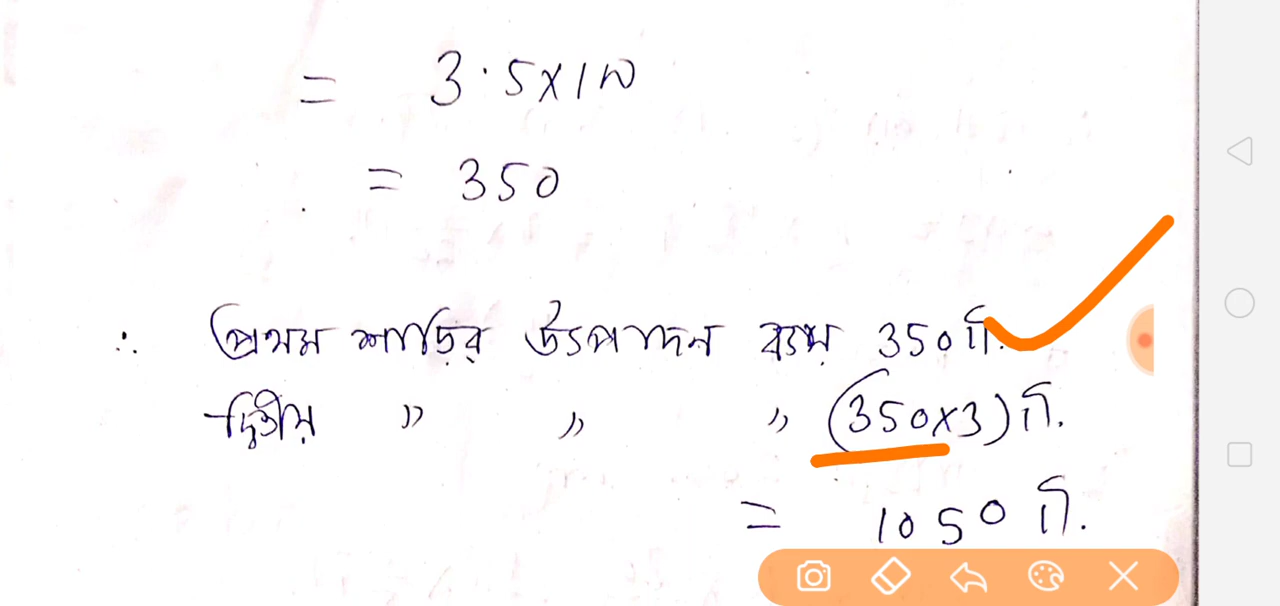 = 3.5×100
= 350
∴ প্রথম শাড়ির উৎপাদন ব্যয় 350 টা.
দ্বিতীয় " " " (350×3) টা.
= 1050 টা.